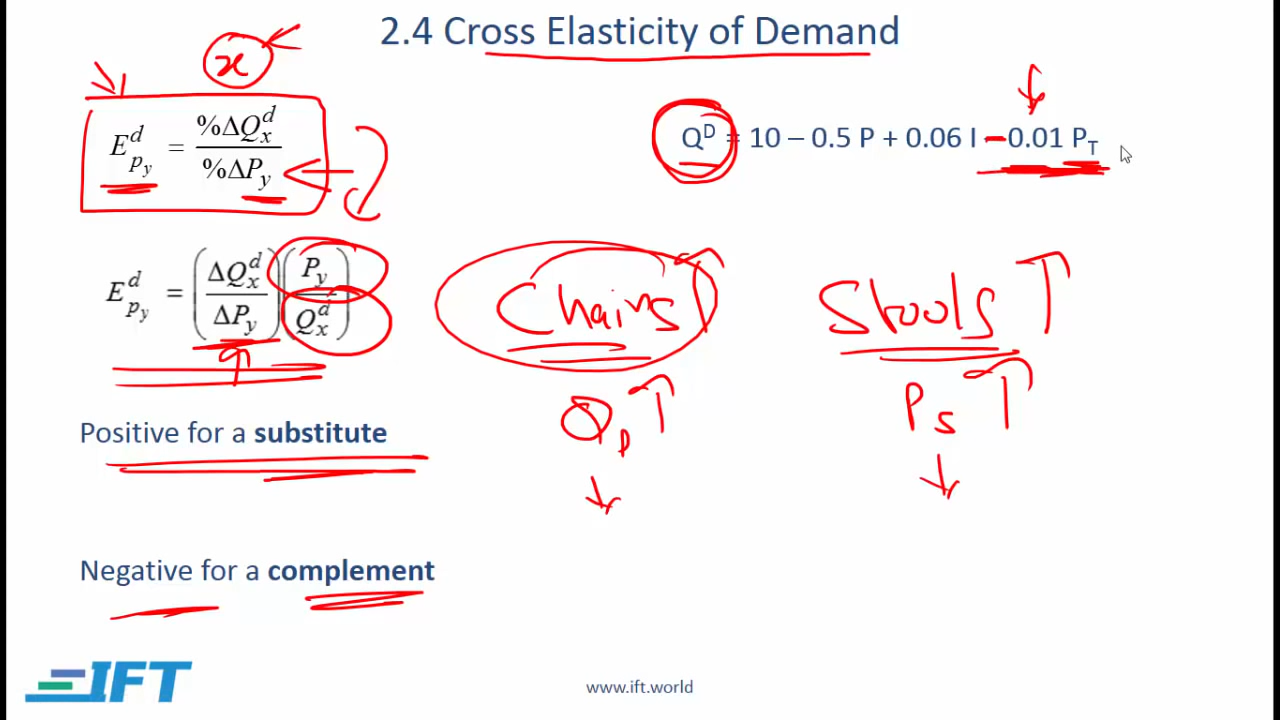 2.4 Cross Elasticity of Demand
x
E^d_{p_y} = %ΔQ^d_x / %ΔP_y
Q^D = 10 – 0.5 P + 0.06 I – 0.01 P_T
E^d_{p_y} = (ΔQ^d_x / ΔP_y)(P_y / Q^d_x)
Chairs ↑ Stools ↑
Positive for a substitute
Q_P ↑ P_S ↑
↓ ↓
Negative for a complement
IFT
www.ift.world